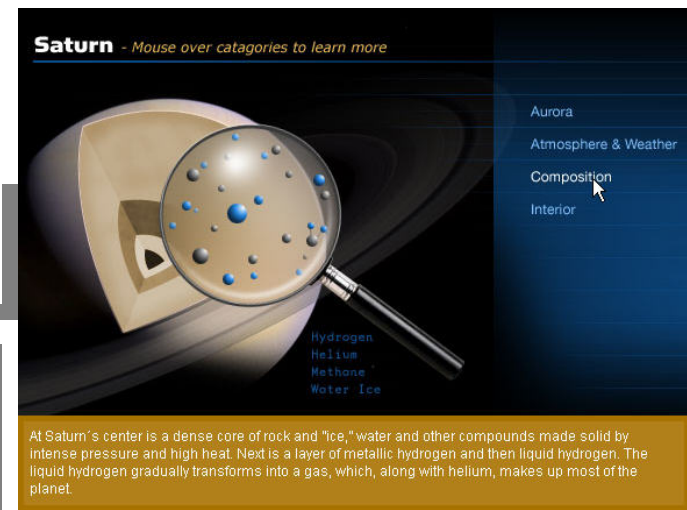 Saturn - Mouse over catagories to learn more
Aurora
Atmosphere & Weather
Composition
Interior
Hydrogen
Helium
Methane
Water Ice
At Saturn´s center is a dense core of rock and "ice," water and other compounds made solid by
intense pressure and high heat. Next is a layer of metallic hydrogen and then liquid hydrogen. The
liquid hydrogen gradually transforms into a gas, which, along with helium, makes up most of the
planet.